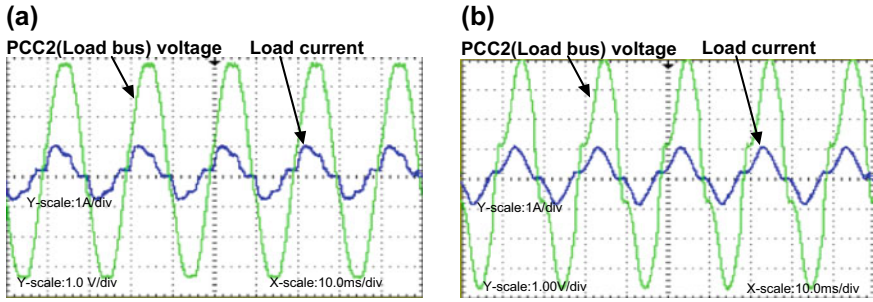 (a)
PCC2(Load bus) voltage
Load current
Y-scale:1A/div
Y-scale:1.0 V/div
X-scale:10.0ms/div
(b)
PCC2(Load bus) voltage
Load current
Y-scale:1A/div
Y-scale:1.00V/div
X-scale:10.0ms/div